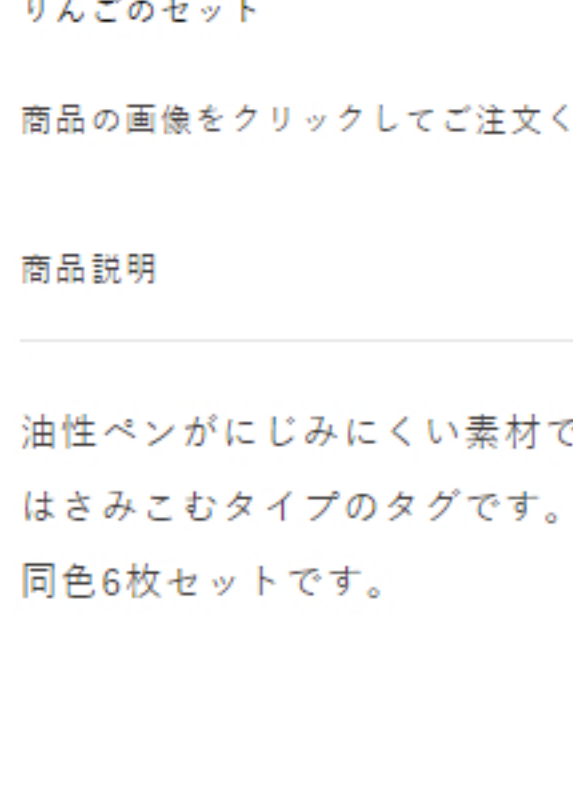 りんごのセット
商品の画像をクリックしてご注文く
商品説明
油性ペンがにじみにくい素材で
はさみこむタイプのタグです。
同色6枚セットです。